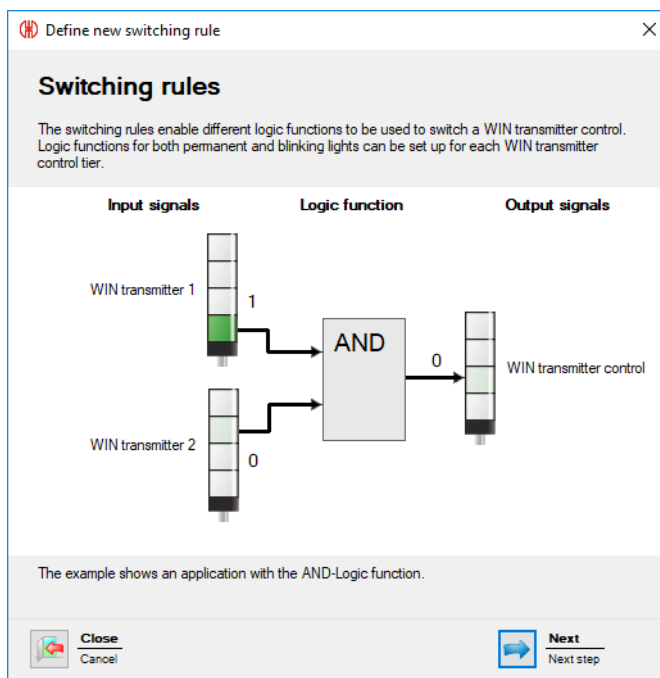 Define new switching rule
Switching rules
The switching rules enable different logic functions to be used to switch a WIN transmitter control.
Logic functions for both permanent and blinking lights can be set up for each WIN transmitter
control tier.
Input signals
Logic function
Output signals
WIN transmitter 1
1
AND
0
WIN transmitter control
WIN transmitter 2
0
The example shows an application with the AND-Logic function.
Close
Cancel
Next
Next step